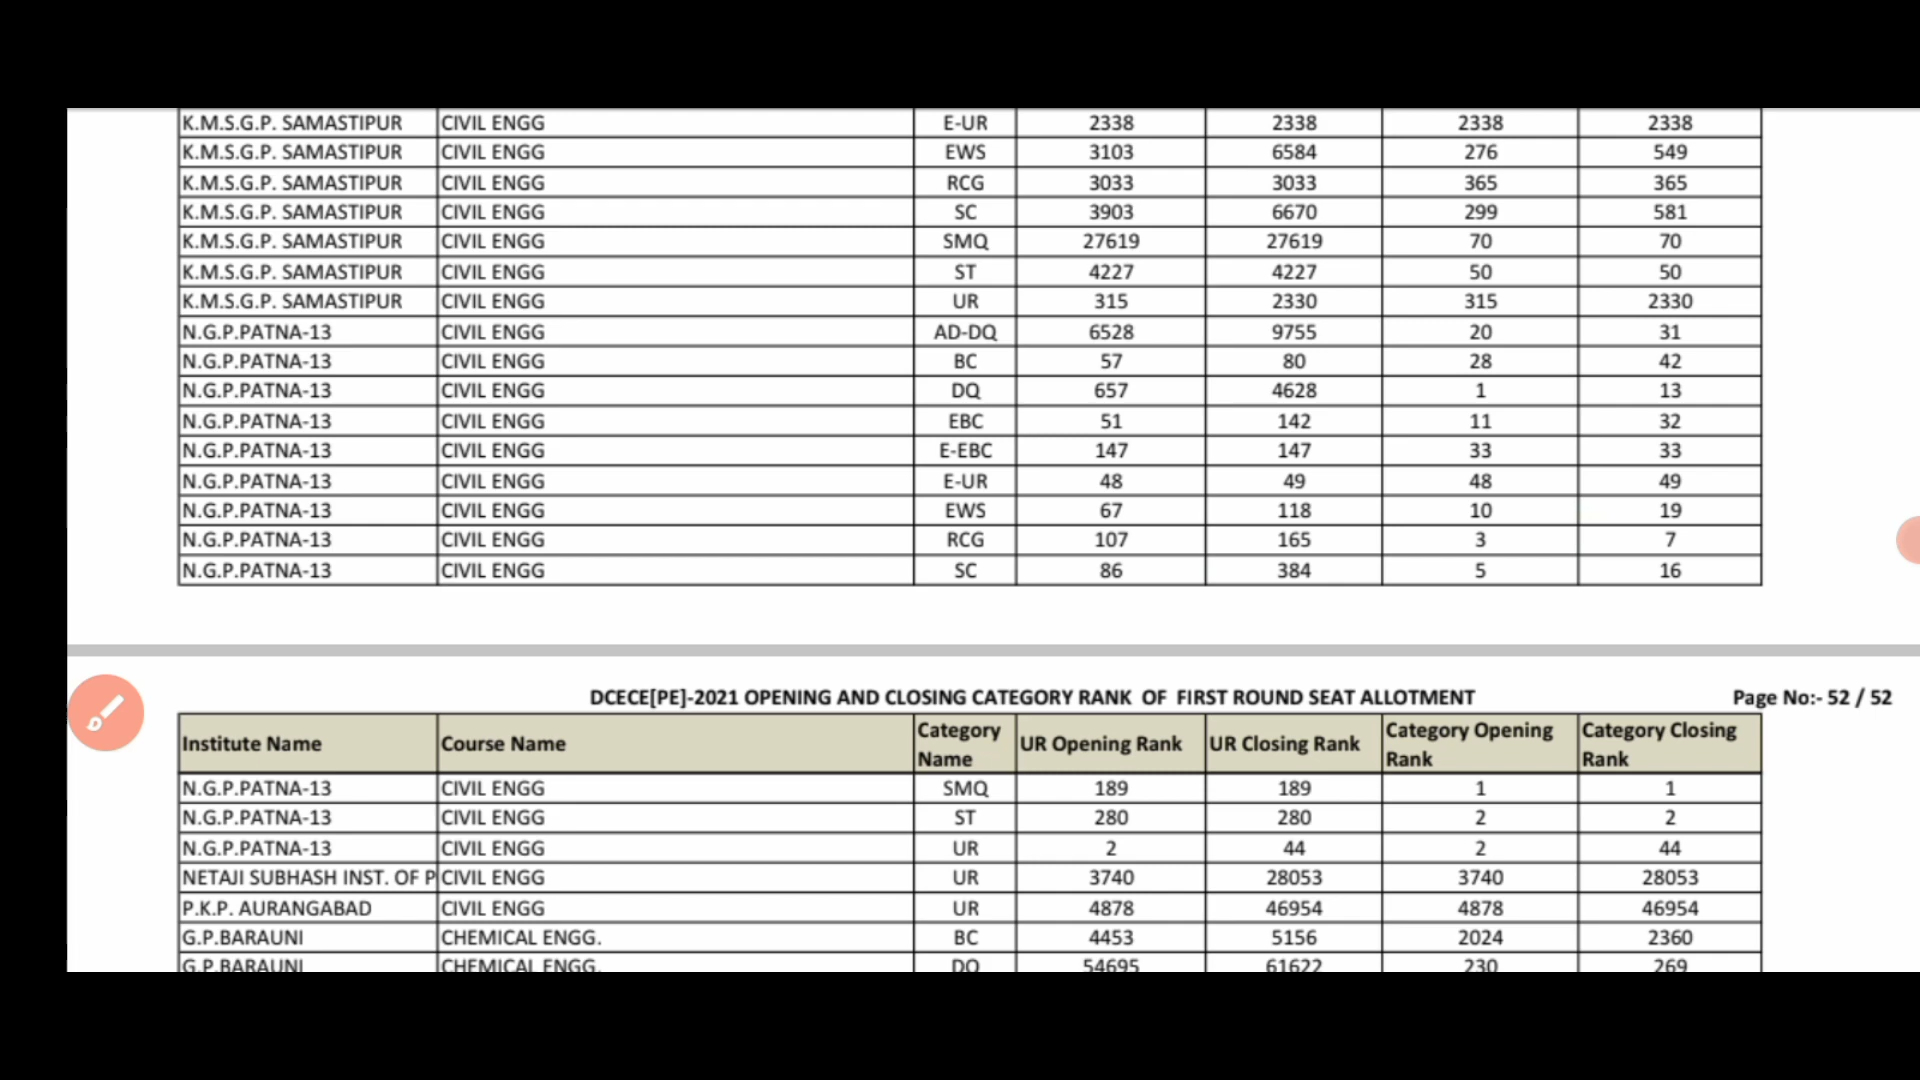 K.M.S.G.P. SAMASTIPUR CIVIL ENGG E-UR 2338 2338 2338 2338
K.M.S.G.P. SAMASTIPUR CIVIL ENGG EWS 3103 6584 276 549
K.M.S.G.P. SAMASTIPUR CIVIL ENGG RCG 3033 3033 365 365
K.M.S.G.P. SAMASTIPUR CIVIL ENGG SC 3903 6670 299 581
K.M.S.G.P. SAMASTIPUR CIVIL ENGG SMQ 27619 27619 70 70
K.M.S.G.P. SAMASTIPUR CIVIL ENGG ST 4227 4227 50 50
K.M.S.G.P. SAMASTIPUR CIVIL ENGG UR 315 2330 315 2330
N.G.P.PATNA-13 CIVIL ENGG AD-DQ 6528 9755 20 31
N.G.P.PATNA-13 CIVIL ENGG BC 57 80 28 42
N.G.P.PATNA-13 CIVIL ENGG DQ 657 4628 1 13
N.G.P.PATNA-13 CIVIL ENGG EBC 51 142 11 32
N.G.P.PATNA-13 CIVIL ENGG E-EBC 147 147 33 33
N.G.P.PATNA-13 CIVIL ENGG E-UR 48 49 48 49
N.G.P.PATNA-13 CIVIL ENGG EWS 67 118 10 19
N.G.P.PATNA-13 CIVIL ENGG RCG 107 165 3 7
N.G.P.PATNA-13 CIVIL ENGG SC 86 384 5 16
DCECE[PE]-2021 OPENING AND CLOSING CATEGORY RANK OF FIRST ROUND SEAT ALLOTMENT Page No:- 52 / 52
Institute Name Course Name Category Name UR Opening Rank UR Closing Rank Category Opening Rank Category Closing Rank
N.G.P.PATNA-13 CIVIL ENGG SMQ 189 189 1 1
N.G.P.PATNA-13 CIVIL ENGG ST 280 280 2 2
N.G.P.PATNA-13 CIVIL ENGG UR 2 44 2 44
NETAJI SUBHASH INST. OF P CIVIL ENGG UR 3740 28053 3740 28053
P.K.P. AURANGABAD CIVIL ENGG UR 4878 46954 4878 46954
G.P.BARAUNI CHEMICAL ENGG. BC 4453 5156 2024 2360
G.P.BARAUNI CHEMICAL ENGG. DQ 54695 61622 230 269